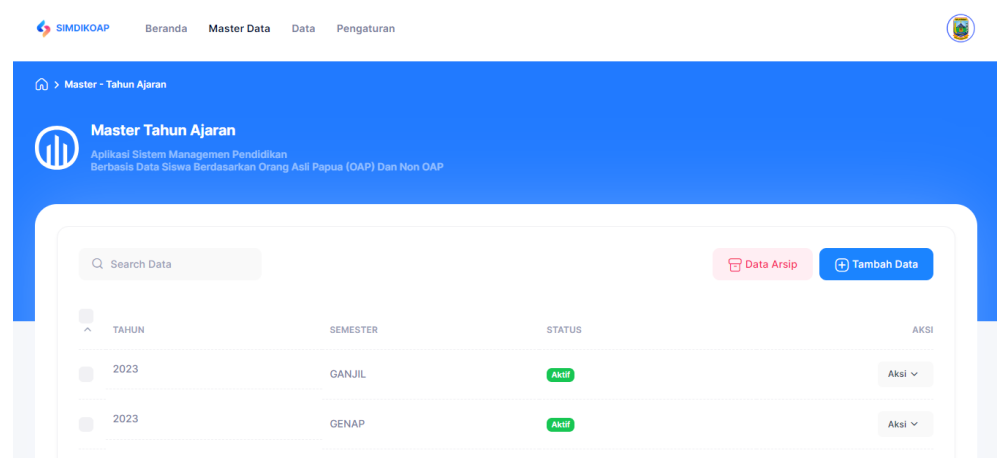 SIMDIKOAP Beranda Master Data Data Pengaturan
Master - Tahun Ajaran
Master Tahun Ajaran
Aplikasi Sistem Managemen Pendidikan
Berbasis Data Siswa Berdasarkan Orang Asli Papua (OAP) Dan Non OAP
Search Data Data Arsip Tambah Data
TAHUN SEMESTER STATUS AKSI
2023 GANJIL Aktif Aksi
2023 GENAP Aktif Aksi